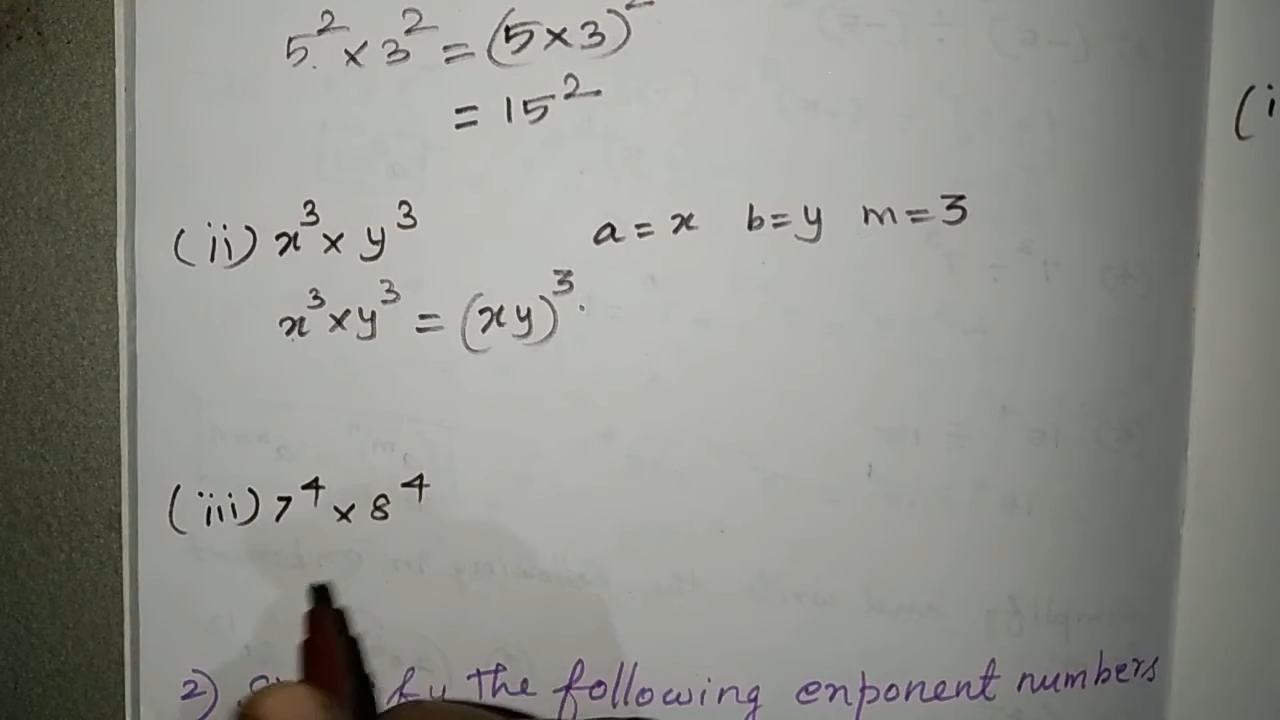 5² × 3² = (5×3)²
= 15²
(ii) x³ × y³ a = x b = y m = 3
x³ × y³ = (xy)³.
(iii) 7⁴ × 8⁴
2) the following enponent numbers
(i